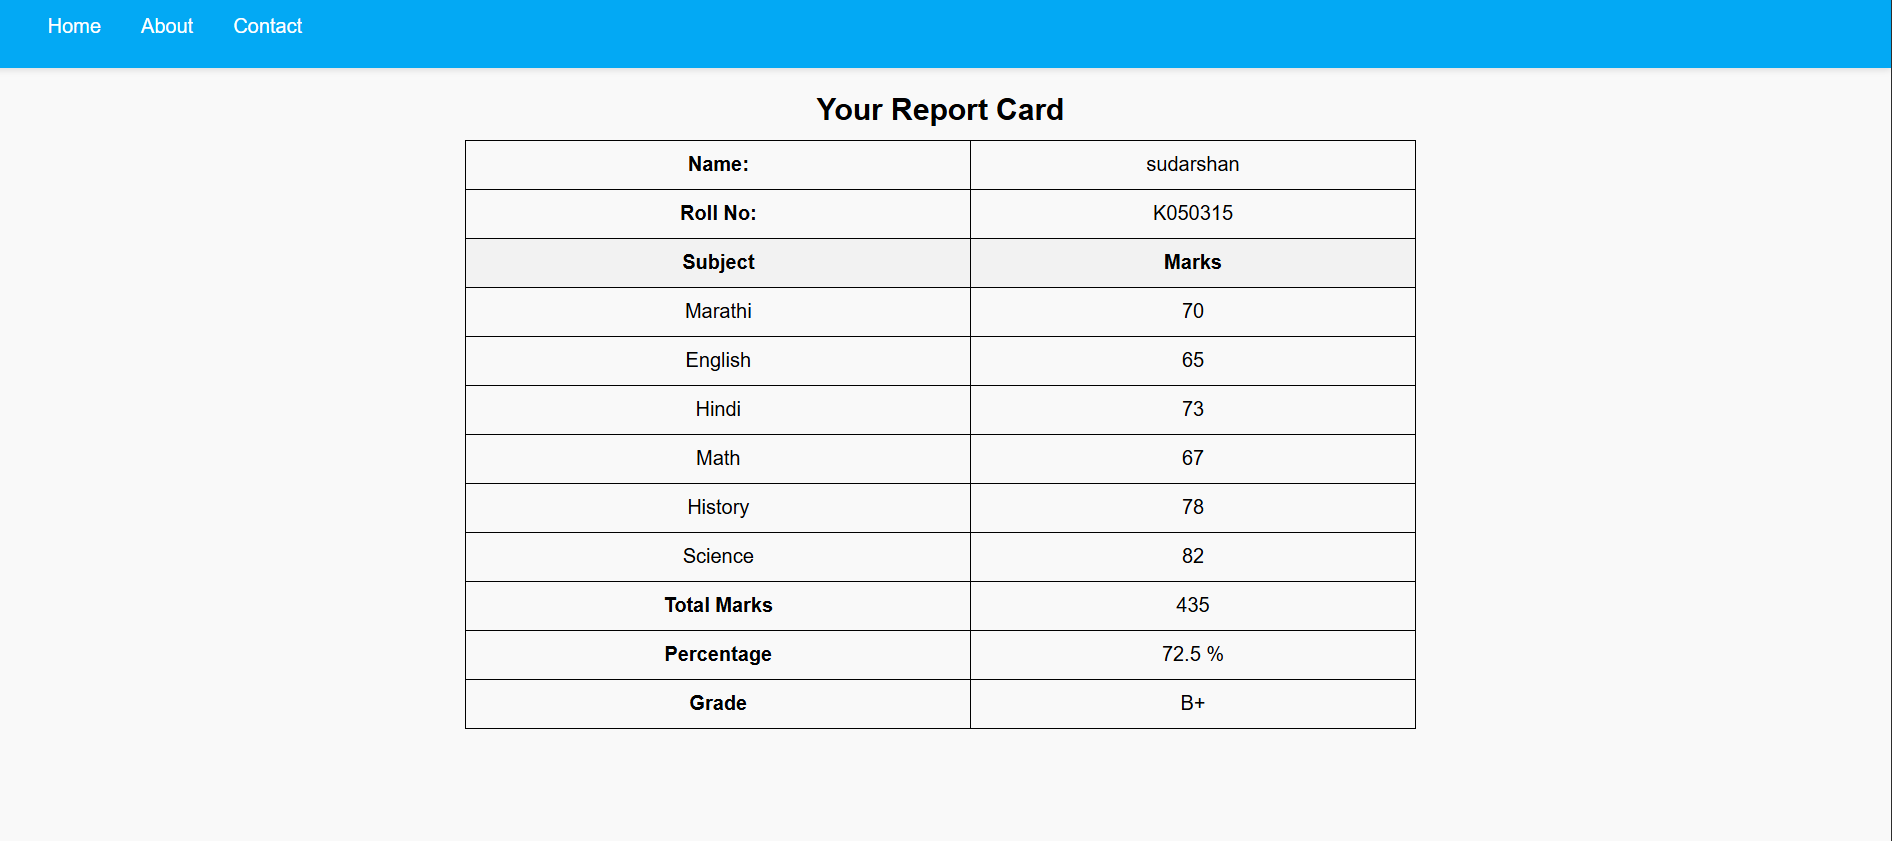 Home About Contact
Your Report Card
Name: sudarshan
Roll No: K050315
Subject Marks
Marathi 70
English 65
Hindi 73
Math 67
History 78
Science 82
Total Marks 435
Percentage 72.5 %
Grade B+